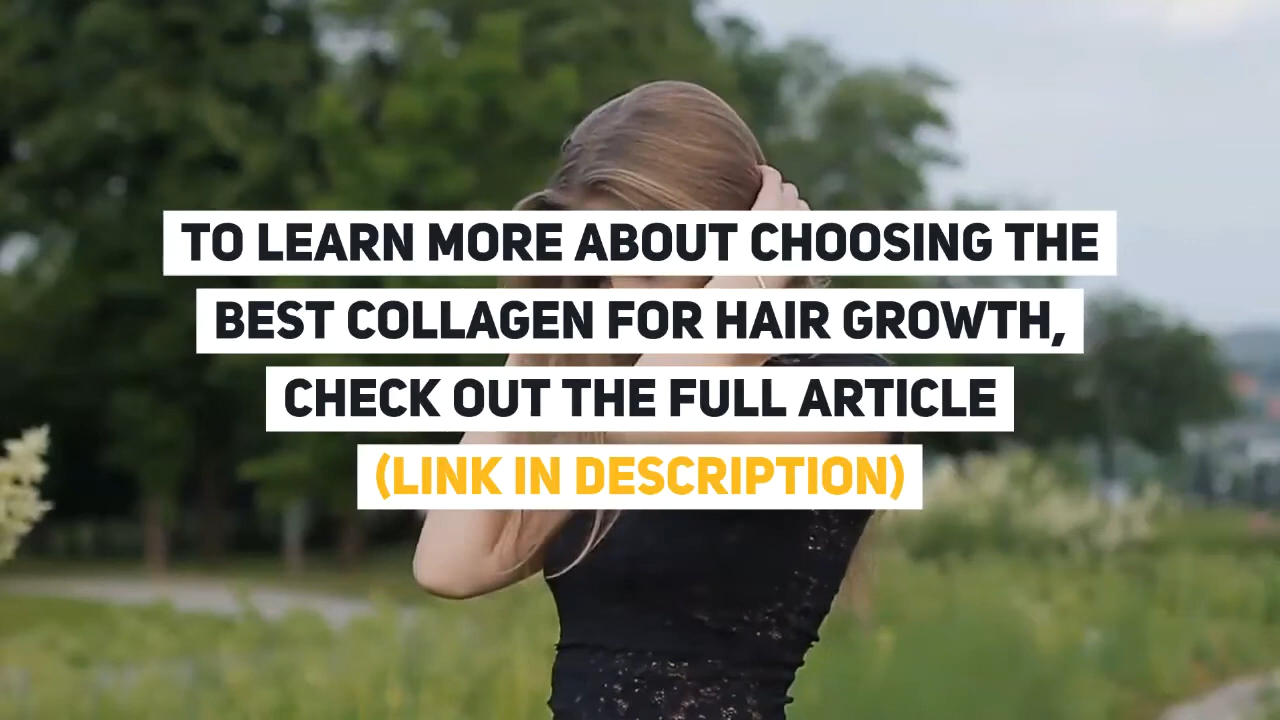 TO LEARN MORE ABOUT CHOOSING THE
BEST COLLAGEN FOR HAIR GROWTH,
CHECK OUT THE FULL ARTICLE
(LINK IN DESCRIPTION)